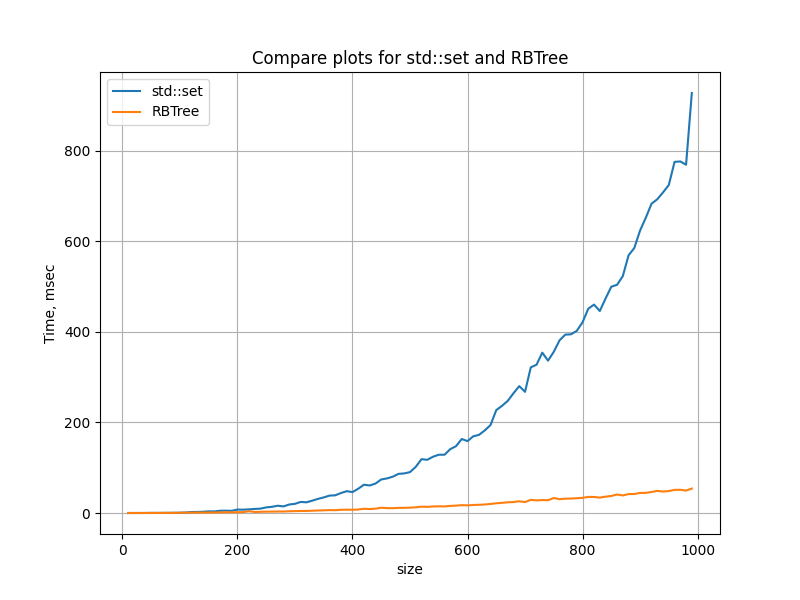 Compare plots for std::set and RBTree
std::set
RBTree
800
600
400
200
0
Time, msec
0 200 400 600 800 1000
size